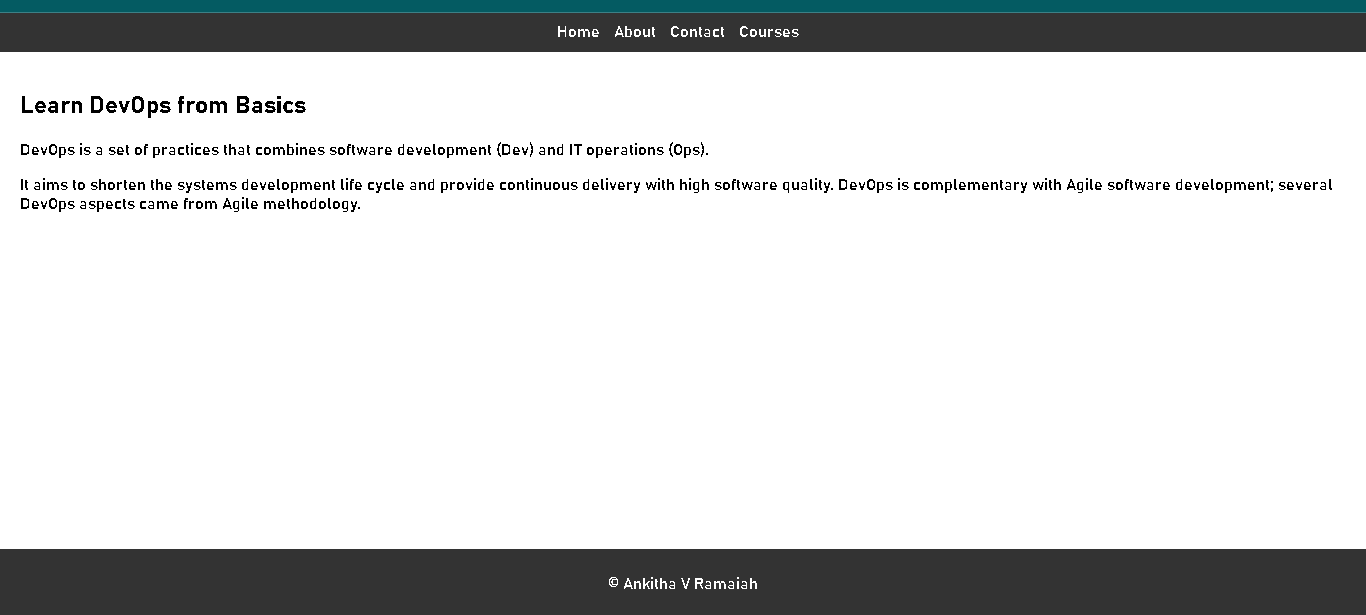 Home About Contact Courses
Learn DevOps from Basics
DevOps is a set of practices that combines software development (Dev) and IT operations (Ops).
It aims to shorten the systems development life cycle and provide continuous delivery with high software quality. DevOps is complementary with Agile software development; several
DevOps aspects came from Agile methodology.
© Ankitha V Ramaiah